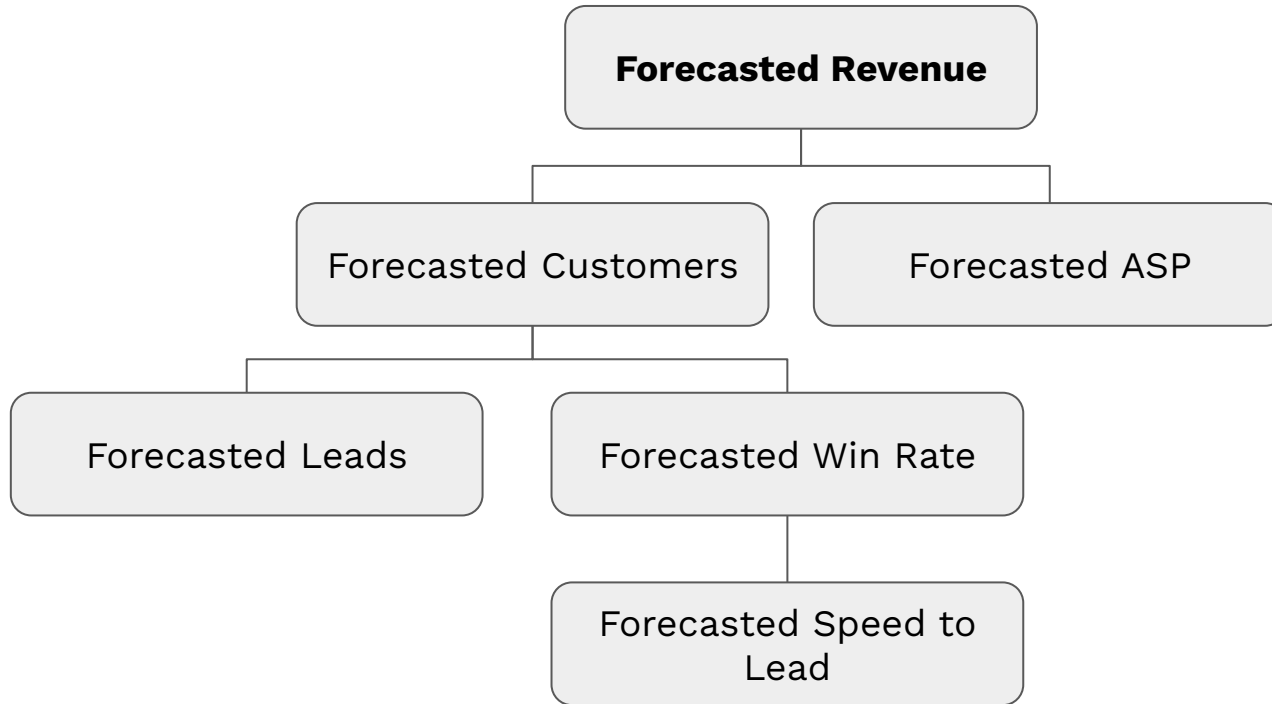 Forecasted Revenue
Forecasted Customers
Forecasted ASP
Forecasted Leads
Forecasted Win Rate
Forecasted Speed to
Lead